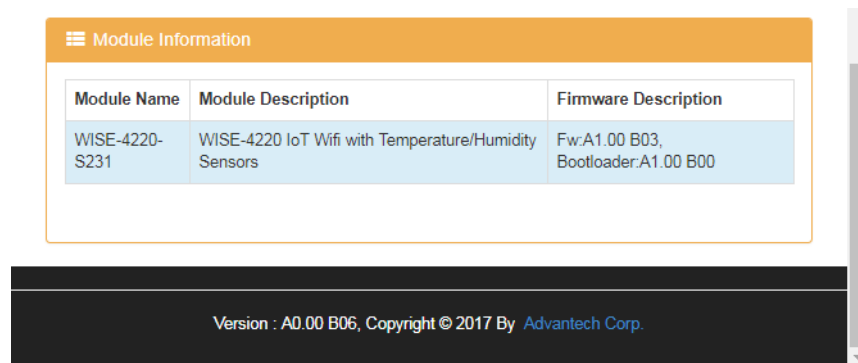 Module Information
Module Name Module Description Firmware Description
WISE-4220- WISE-4220 IoT Wifi with Temperature/Humidity Fw:A1.00 B03,
S231 Sensors Bootloader:A1.00 B00
Version : A0.00 B06, Copyright © 2017 By Advantech Corp.